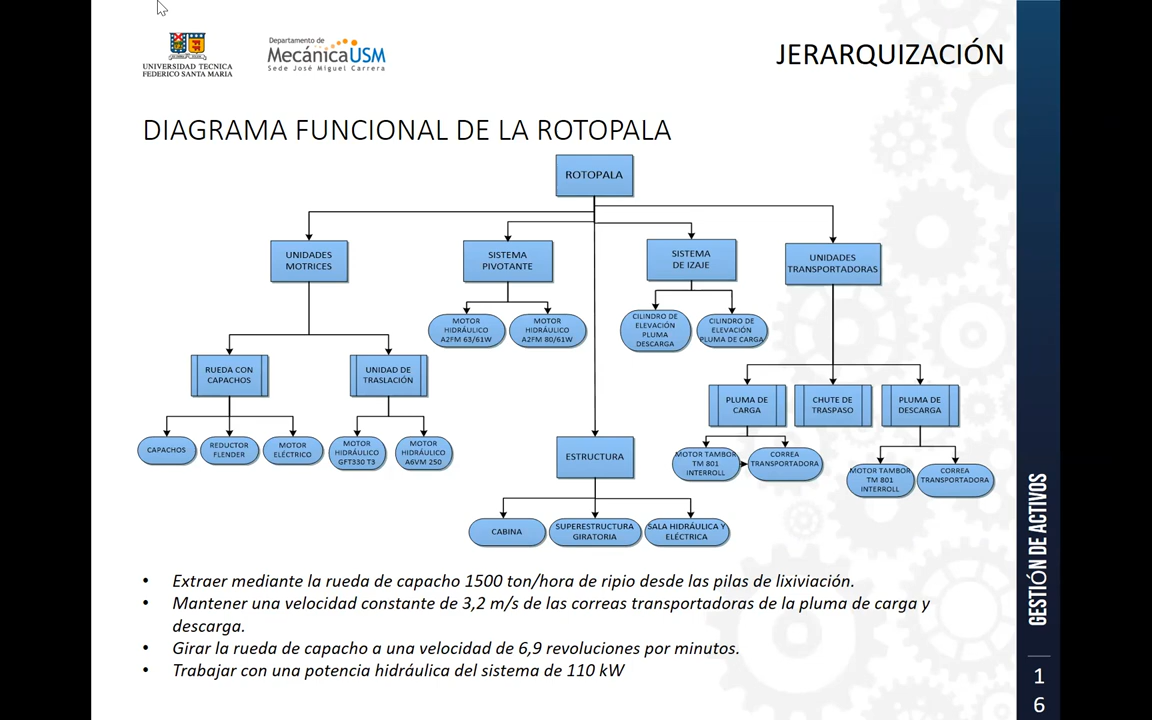 UNIVERSIDAD TECNICA
FEDERICO SANTA MARIA
Departamento de
MecánicaUSM
Sede José Miguel Carrera
JERARQUIZACIÓN
DIAGRAMA FUNCIONAL DE LA ROTOPALA
ROTOPALA
UNIDADES
MOTRICES
SISTEMA
PIVOTANTE
SISTEMA
DE IZAJE
UNIDADES
TRANSPORTADORAS
MOTOR
HIDRÁULICO
A2FM 63/61W
MOTOR
HIDRÁULICO
A2FM 80/61W
CILINDRO DE
ELEVACIÓN
PLUMA
DESCARGA
CILINDRO DE
ELEVACIÓN
PLUMA DE CARGA
RUEDA CON
CAPACHOS
UNIDAD DE
TRASLACIÓN
PLUMA DE
CARGA
CHUTE DE
TRASPASO
PLUMA DE
DESCARGA
CAPACHOS
REDUCTOR
FLENDER
MOTOR
ELÉCTRICO
MOTOR
HIDRÁULICO
GFT330 T3
MOTOR
HIDRÁULICO
A6VM 250
ESTRUCTURA
MOTOR TAMBOR
TM 801
INTERROLL
CORREA
TRANSPORTADORA
MOTOR TAMBOR
TM 801
INTERROLL
CORREA
TRANSPORTADORA
CABINA
SUPERESTRUCTURA
GIRATORIA
SALA HIDRÁULICA Y
ELÉCTRICA
• Extraer mediante la rueda de capacho 1500 ton/hora de ripio desde las pilas de lixiviación.
• Mantener una velocidad constante de 3,2 m/s de las correas transportadoras de la pluma de carga y
descarga.
• Girar la rueda de capacho a una velocidad de 6,9 revoluciones por minutos.
• Trabajar con una potencia hidráulica del sistema de 110 kW
GESTIÓN DE ACTIVOS
1
6